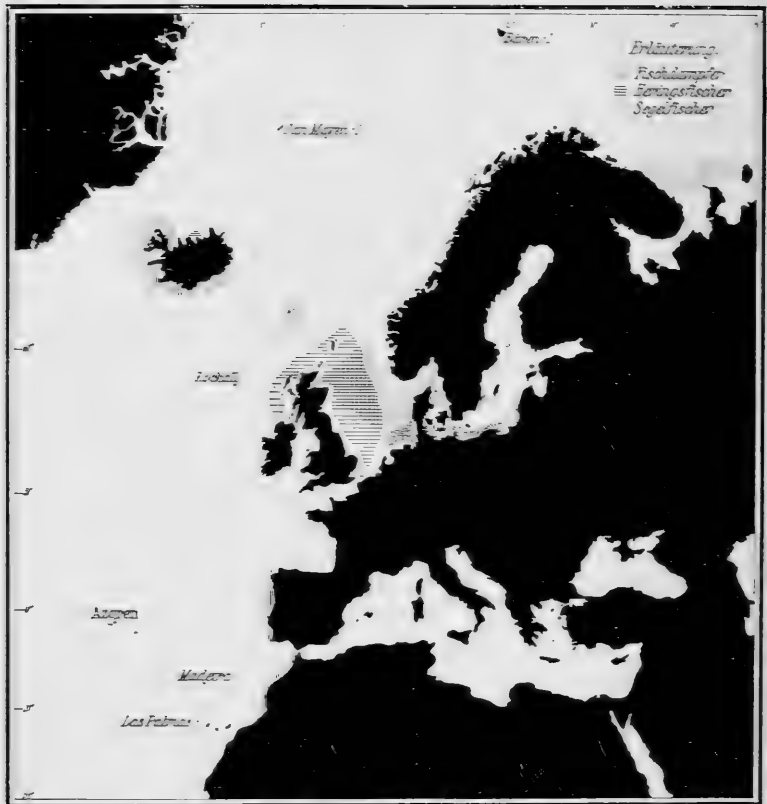 Bären I.
Erläuterung.
Fischdampfer
Heringsfischer
Segelfischer
Jan Mayen I
Rockall
Azoren
Madeira
Las Palmas